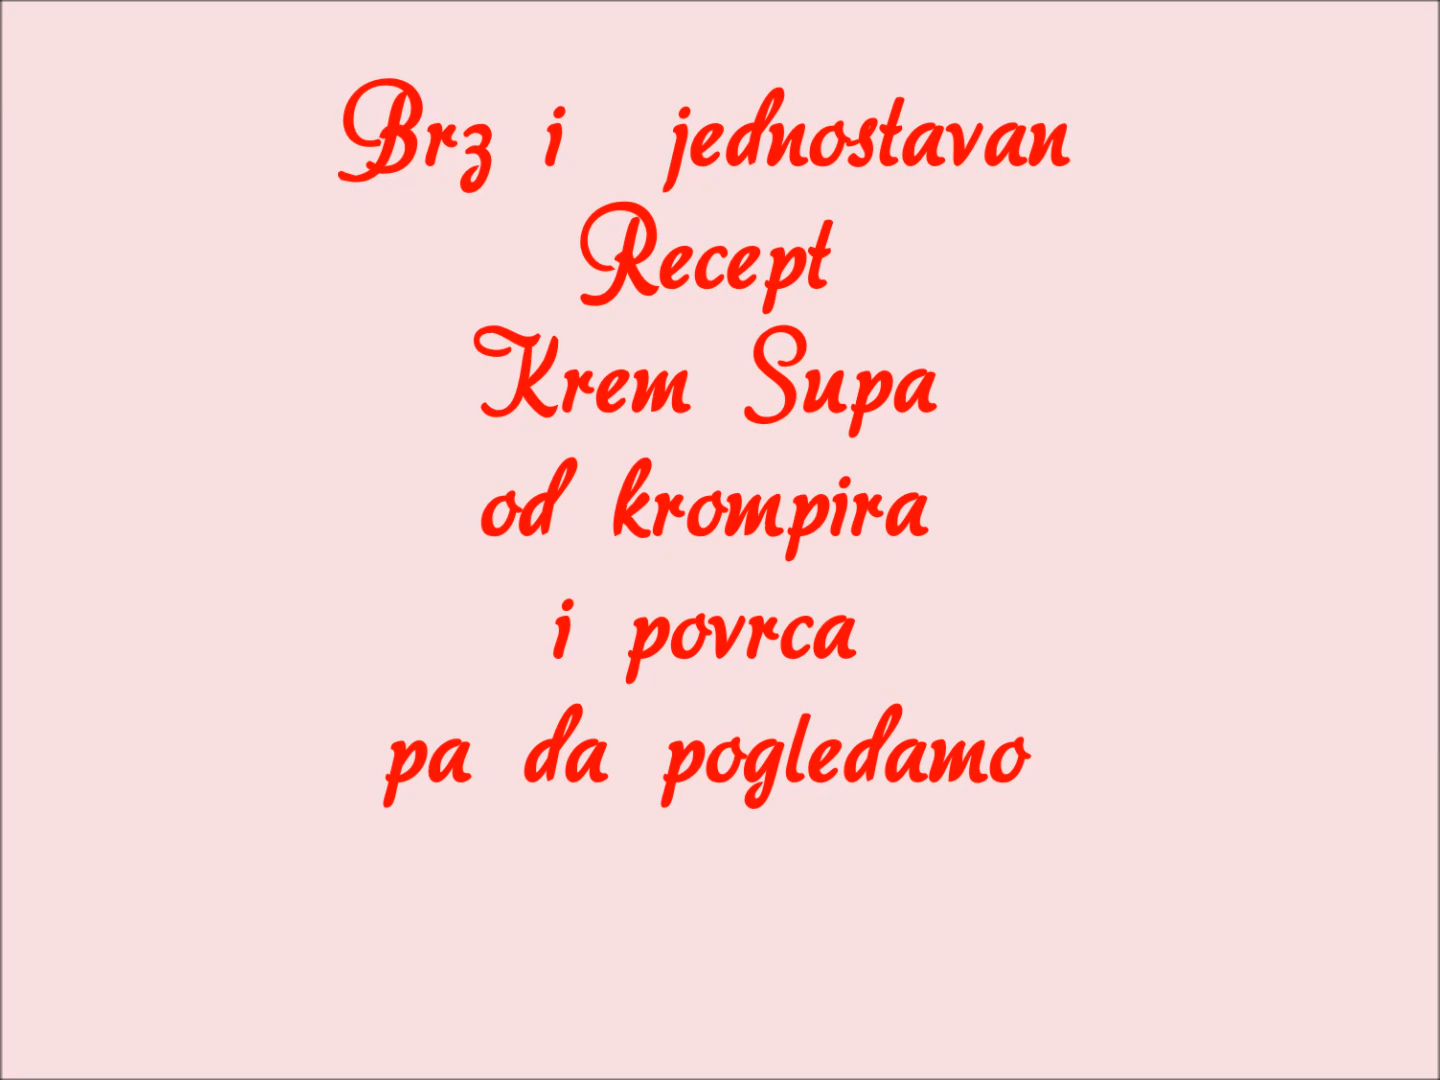 Brz i jednostavan
Recept
Krem Supa
od krompira
i povrca
pa da pogledamo